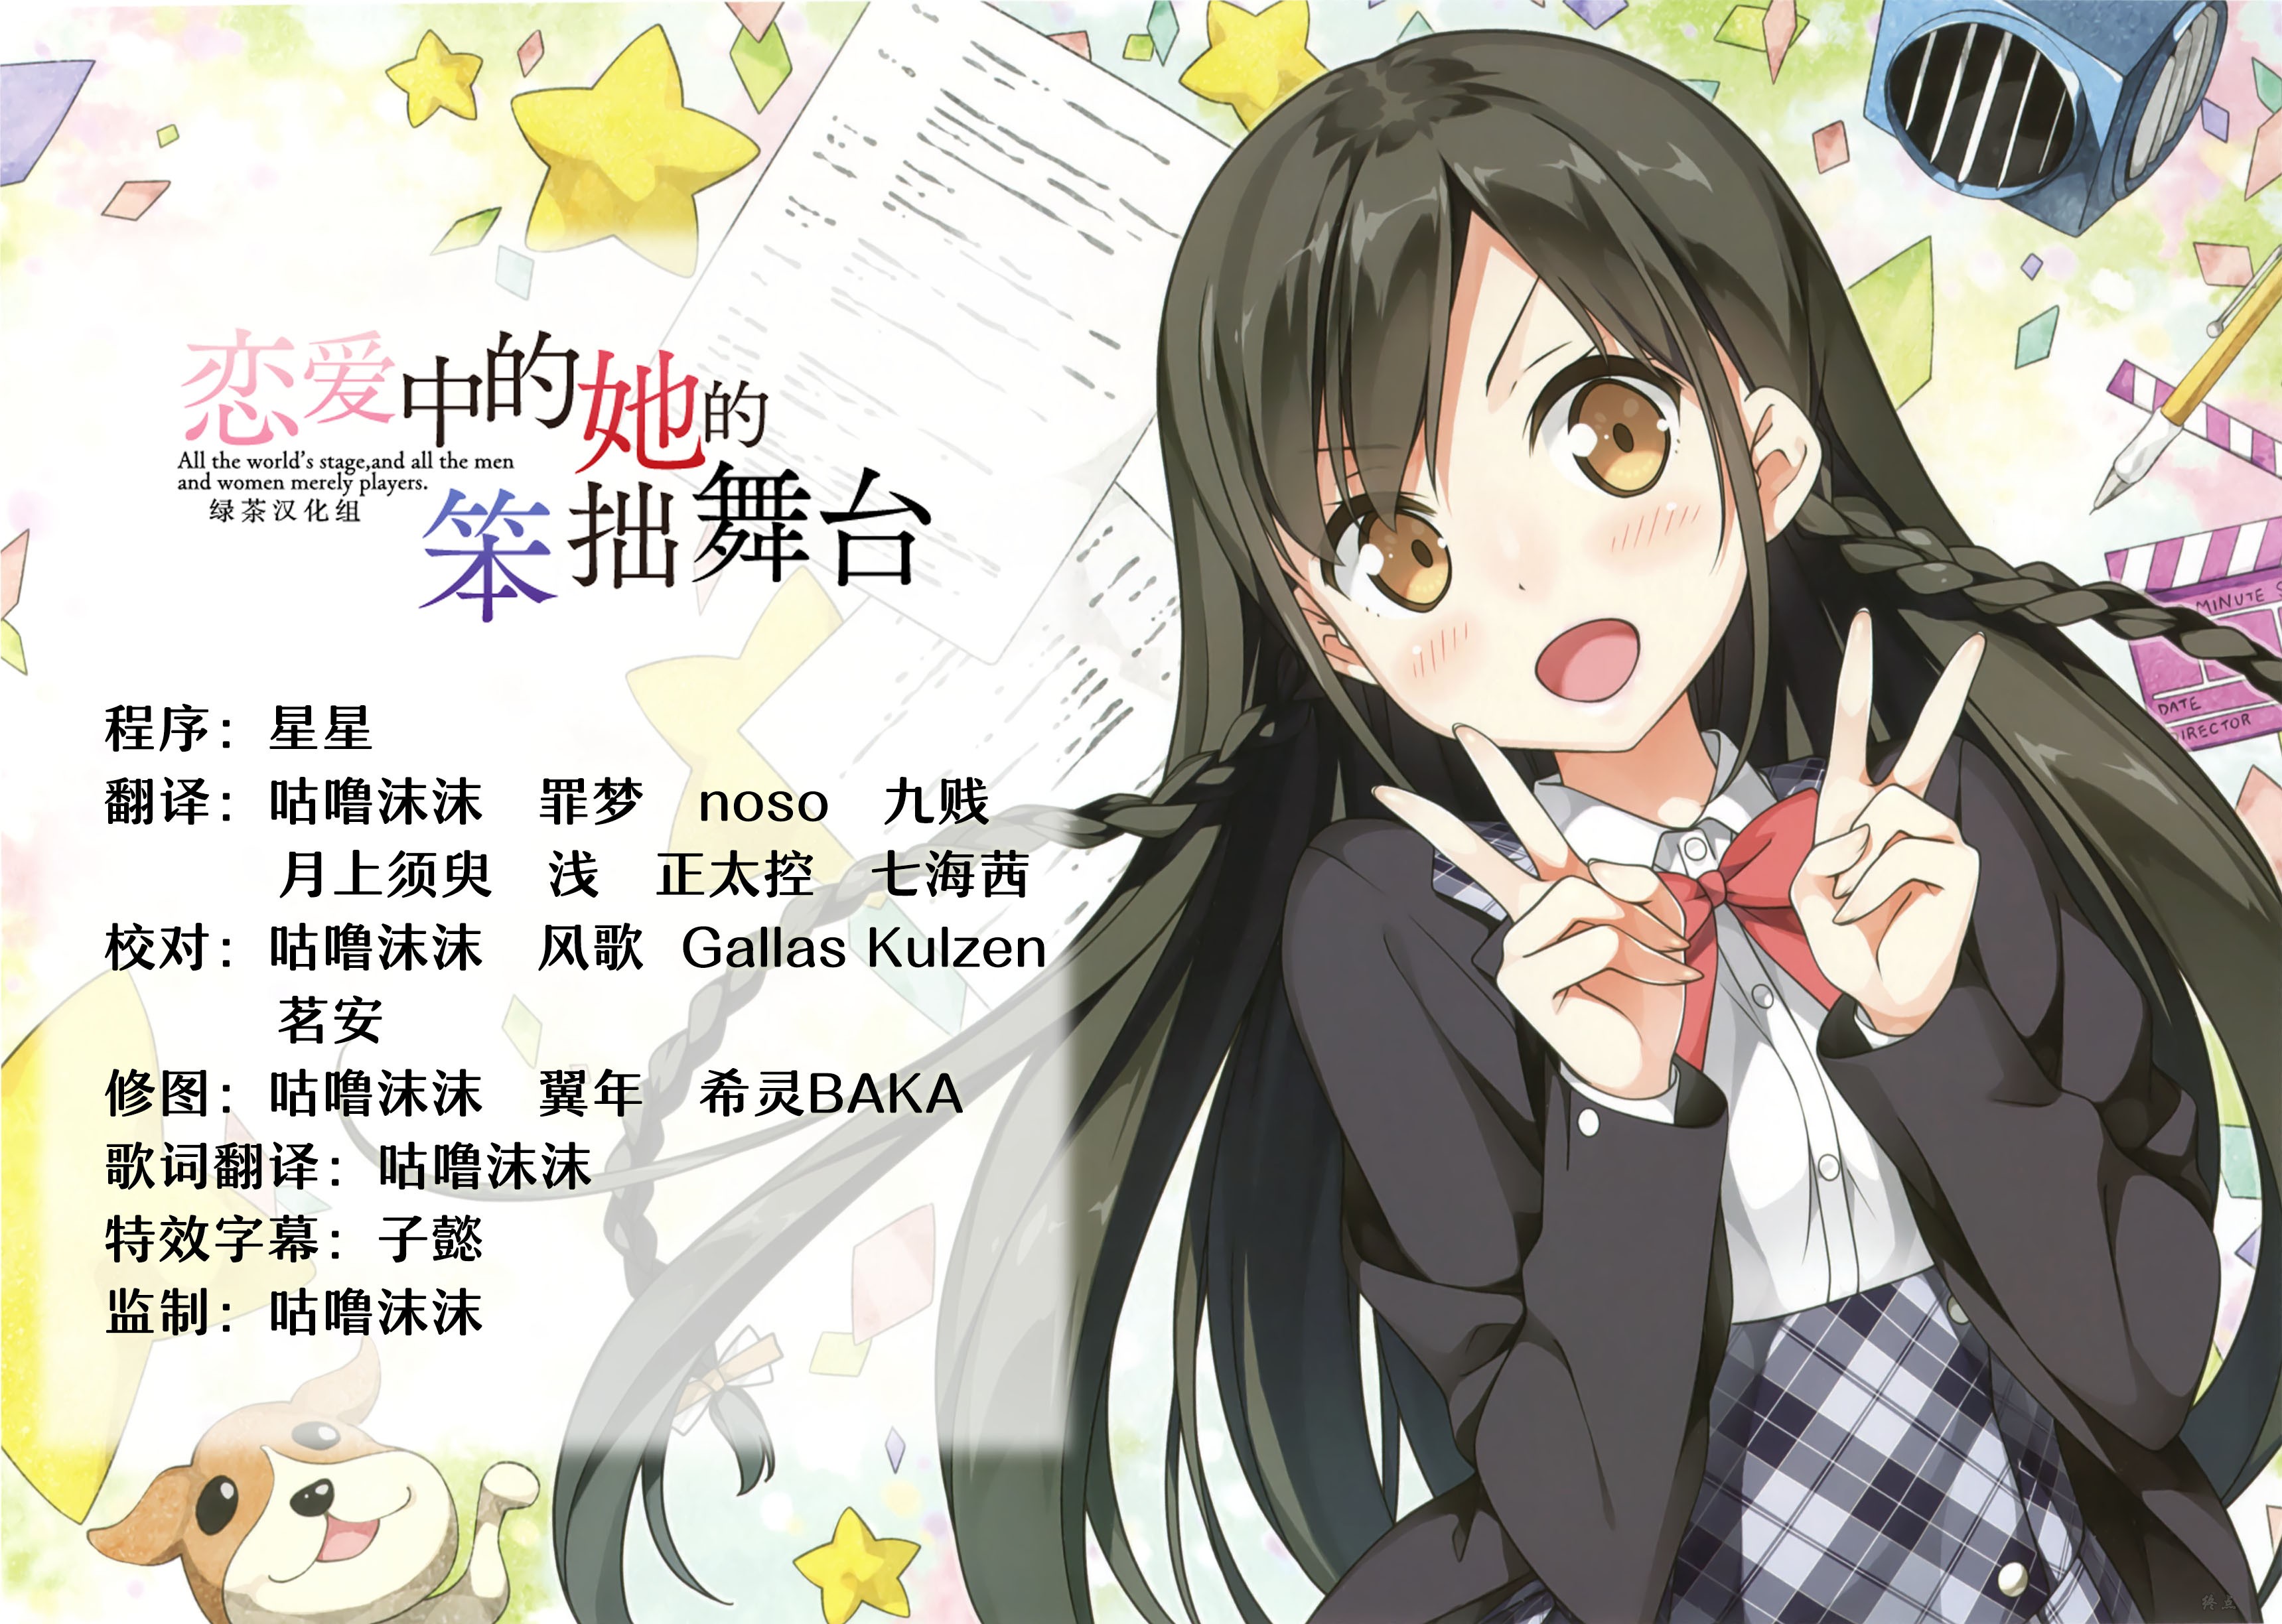 恋爱中的她的
All the world's stage,and all the men
and women merely players.
绿茶汉化组
笨拙舞台
程序：星星
翻译：咕噜沫沫 罪梦 noso 九贱
月上须臾 浅 正太控 七海茜
校对：咕噜沫沫 风歌 Gallas Kulzen
茗安
修图：咕噜沫沫 翼年 希灵BAKA
歌词翻译：咕噜沫沫
特效字幕：子懿
监制：咕噜沫沫
MINUTE S
DATE
DIRECTOR
终点